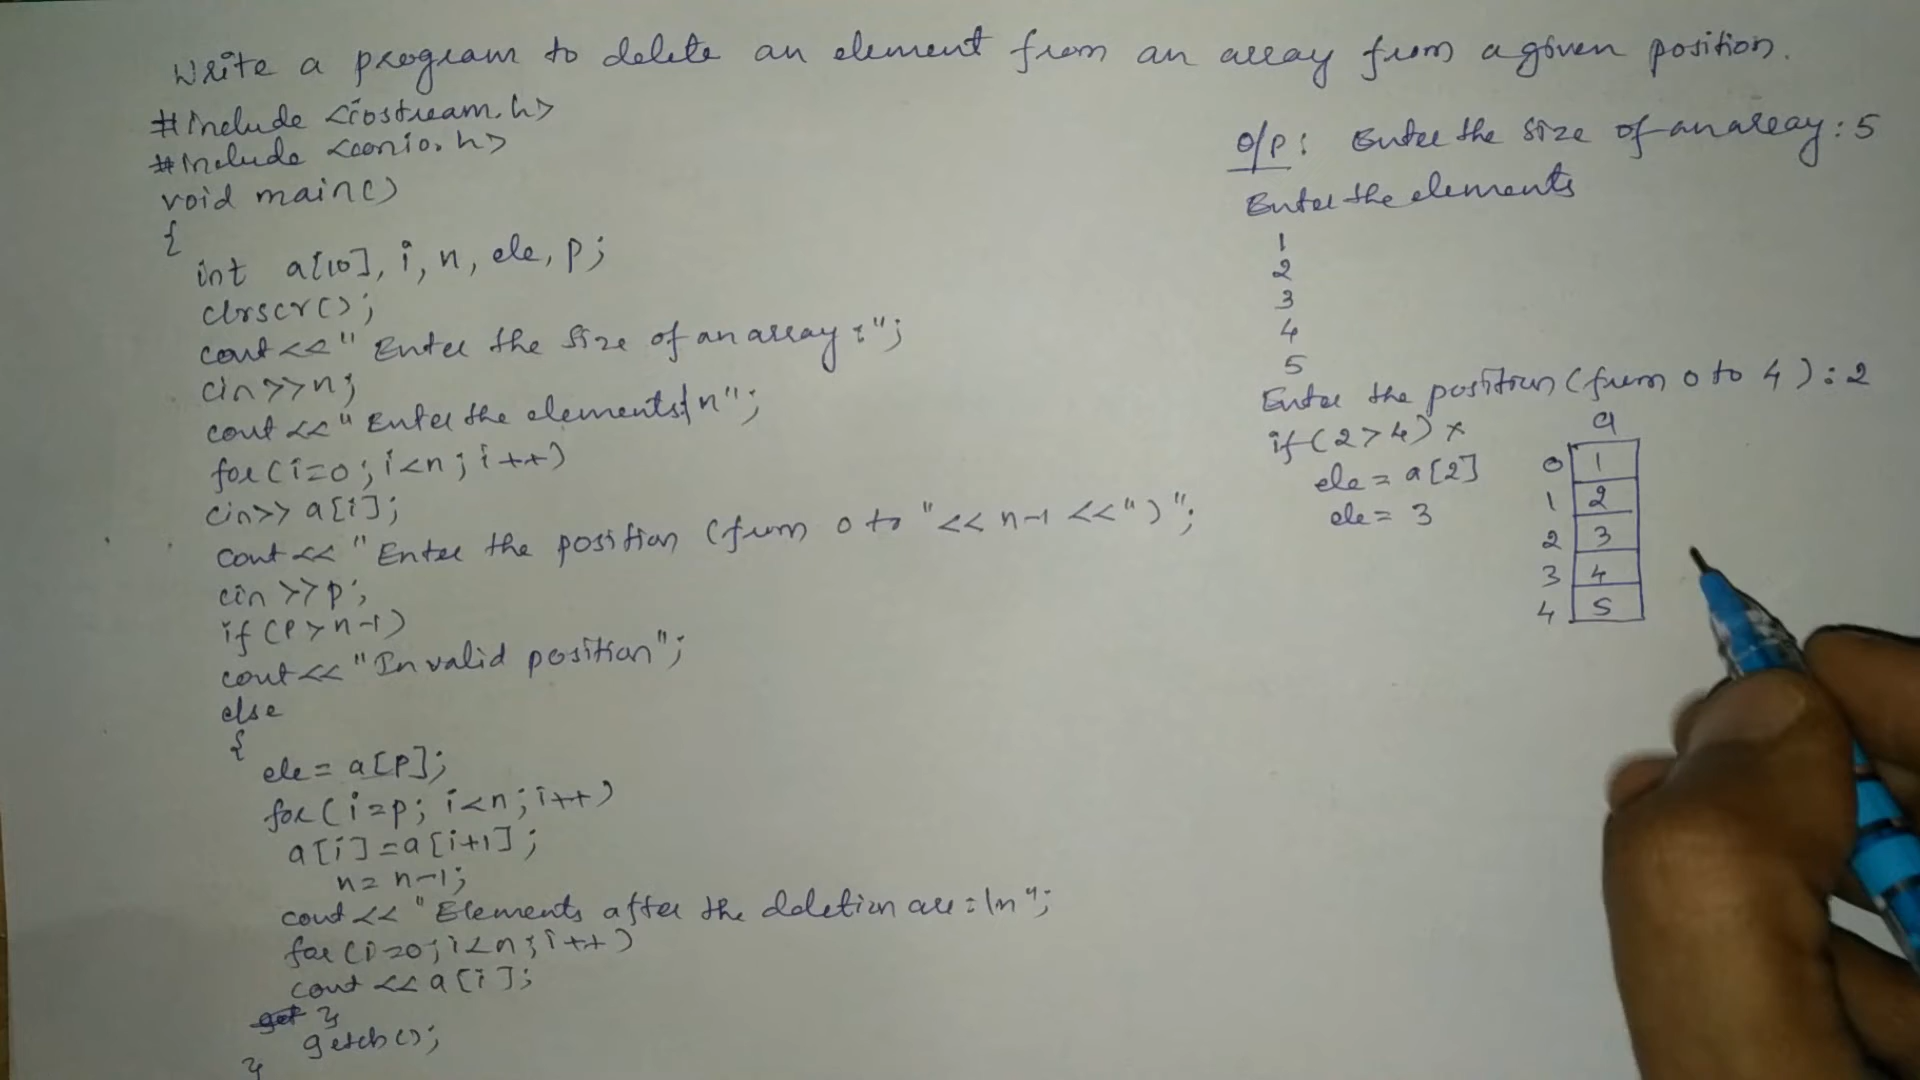 Write a program to delete an element from an array from a given position.
#include <iostream.h>
#include <conio.h>
void main()
{
int a[10], i, n, ele, p;
clrscr();
cout<<"Enter the size of an array:";
cin>>n;
cout<<"Enter the elements\n";
for(i=0;i<n;i++)
cin>>a[i];
cout<<"Enter the position (from 0 to "<<n-1<<")";
cin>>p;
if(P>n-1)
cout<<"Invalid position";
else
{
ele=a[P];
for(i=p;i<n;i++)
a[i]=a[i+1];
n=n-1;
cout<<"Elements after the deletion are:\n";
for(i=0;i<n;i++)
cout<<a[i];
}
getch();
}
o/p: Enter the size of an array: 5
Enter the elements
1
2
3
4
5
Enter the position (from 0 to 4): 2
if(2>4) x
ele = a[2]
ele = 3
a
0 1
1 2
2 3
3 4
4 5